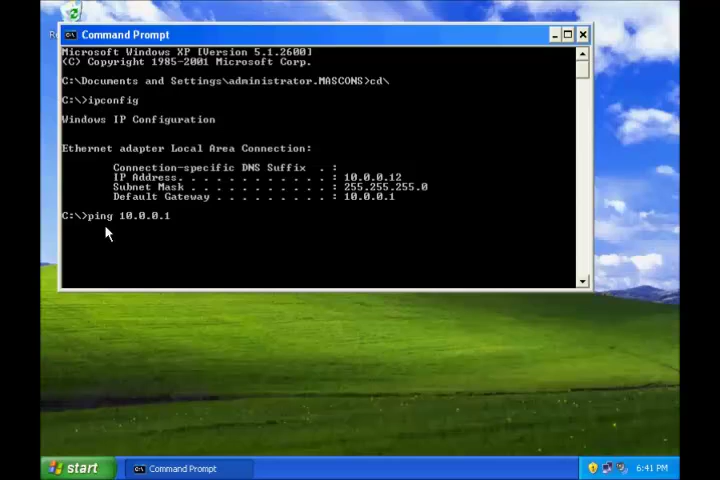 Command Prompt
Microsoft Windows XP [Version 5.1.2600]
(C) Copyright 1985-2001 Microsoft Corp.
C:\Documents and Settings\administrator.MASCONS>cd\
C:\>ipconfig
Windows IP Configuration
Ethernet adapter Local Area Connection:
Connection-specific DNS Suffix  . :
IP Address. . . . . . . . . . . . : 10.0.0.12
Subnet Mask . . . . . . . . . . . : 255.255.255.0
Default Gateway . . . . . . . . . : 10.0.0.1
C:\>ping 10.0.0.1
start
Command Prompt
6:41 PM